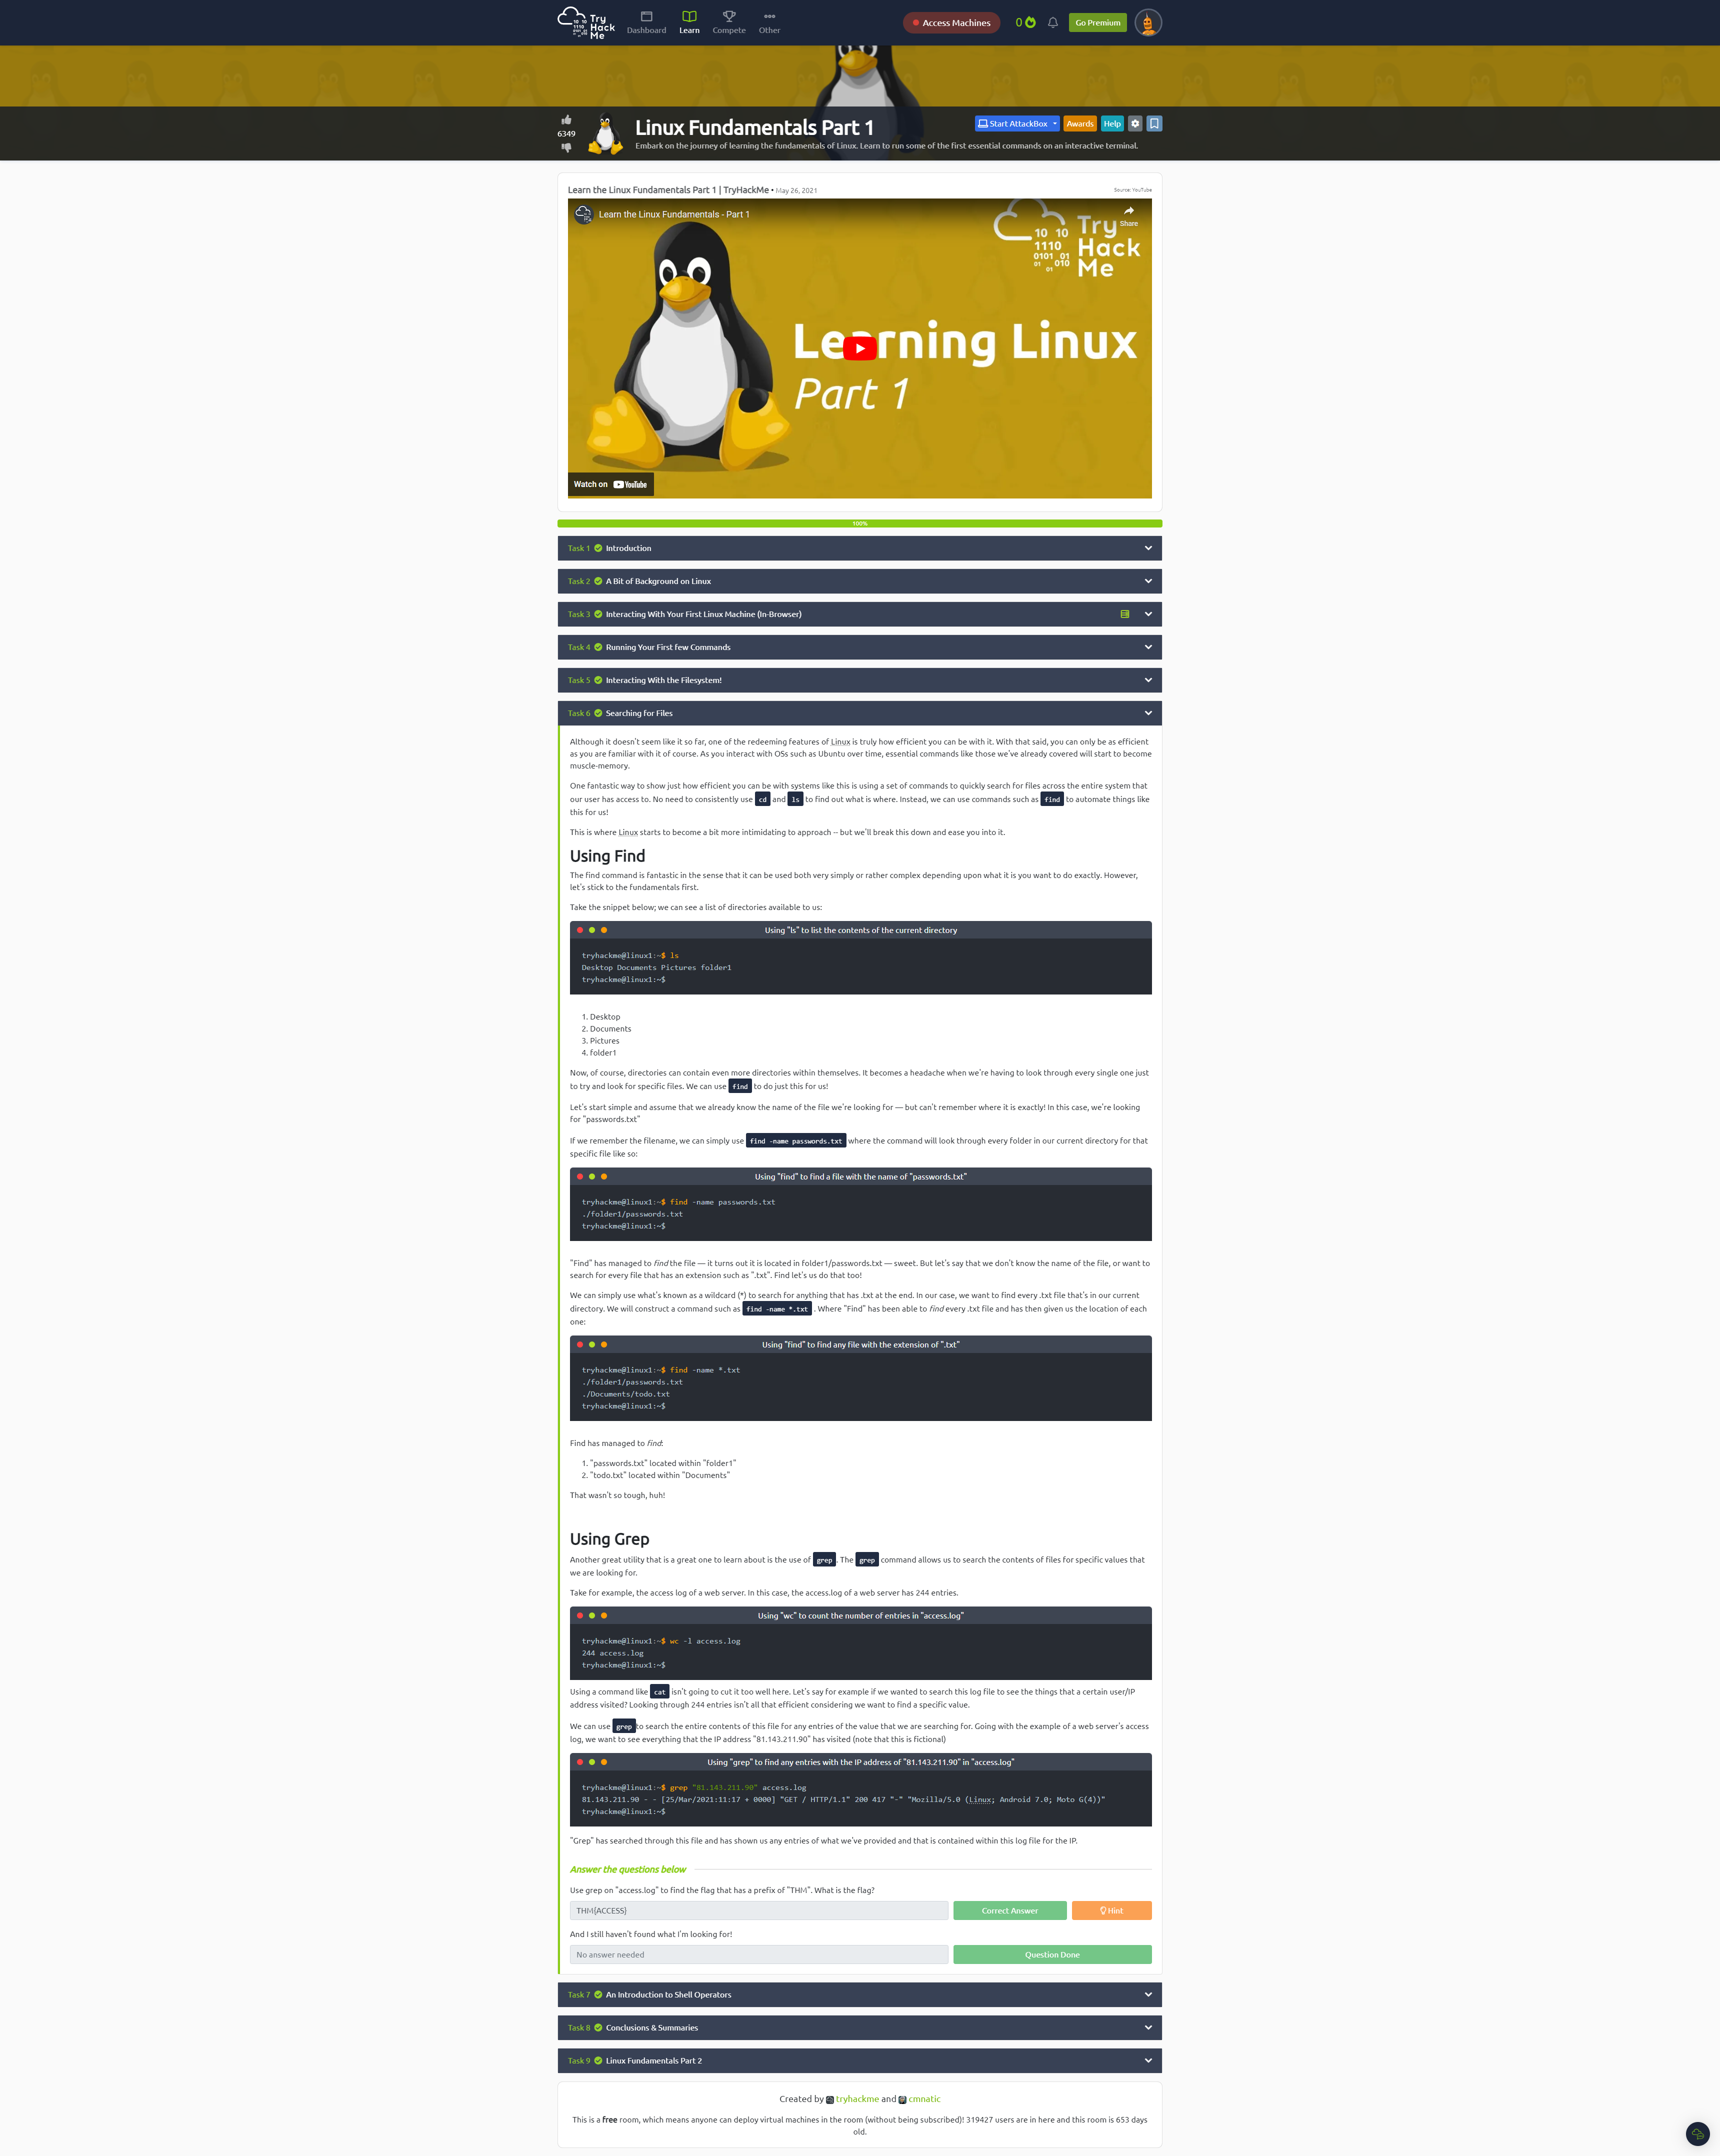 Try
Hack
Me
Dashboard
Learn
Compete
Other
Access Machines
0
Go Premium
6349
Linux Fundamentals Part 1
Embark on the journey of learning the fundamentals of Linux. Learn to run some of the first essential commands on an interactive terminal.
Start AttackBox
Awards
Help
Learn the Linux Fundamentals Part 1 | TryHackMe • May 26, 2021
Source: YouTube
Learn the Linux Fundamentals - Part 1
Share
10 10
1110
0101 01
01 010
01
Try
Hack
Me
Learning Linux
Part 1
Watch on YouTube
100%
Task 1 Introduction
Task 2 A Bit of Background on Linux
Task 3 Interacting With Your First Linux Machine (In-Browser)
Task 4 Running Your First few Commands
Task 5 Interacting With the Filesystem!
Task 6 Searching for Files
Although it doesn't seem like it so far, one of the redeeming features of Linux is truly how efficient you can be with it. With that said, you can only be as efficient
as you are familiar with it of course. As you interact with OSs such as Ubuntu over time, essential commands like those we've already covered will start to become
muscle-memory.
One fantastic way to show just how efficient you can be with systems like this is using a set of commands to quickly search for files across the entire system that
our user has access to. No need to consistently use cd and ls to find out what is where. Instead, we can use commands such as find to automate things like
this for us!
This is where Linux starts to become a bit more intimidating to approach -- but we'll break this down and ease you into it.
Using Find
The find command is fantastic in the sense that it can be used both very simply or rather complex depending upon what it is you want to do exactly. However,
let's stick to the fundamentals first.
Take the snippet below; we can see a list of directories available to us:
Using "ls" to list the contents of the current directory
tryhackme@linux1:~$ ls
Desktop Documents Pictures folder1
tryhackme@linux1:~$
1. Desktop
2. Documents
3. Pictures
4. folder1
Now, of course, directories can contain even more directories within themselves. It becomes a headache when we're having to look through every single one just
to try and look for specific files. We can use find to do just this for us!
Let's start simple and assume that we already know the name of the file we're looking for — but can't remember where it is exactly! In this case, we're looking
for "passwords.txt"
If we remember the filename, we can simply use find -name passwords.txt where the command will look through every folder in our current directory for that
specific file like so:
Using "find" to find a file with the name of "passwords.txt"
tryhackme@linux1:~$ find -name passwords.txt
./folder1/passwords.txt
tryhackme@linux1:~$
"Find" has managed to find the file — it turns out it is located in folder1/passwords.txt — sweet. But let's say that we don't know the name of the file, or want to
search for every file that has an extension such as ".txt". Find let's us do that too!
We can simply use what's known as a wildcard (*) to search for anything that has .txt at the end. In our case, we want to find every .txt file that's in our current
directory. We will construct a command such as find -name *.txt . Where "Find" has been able to find every .txt file and has then given us the location of each
one:
Using "find" to find any file with the extension of ".txt"
tryhackme@linux1:~$ find -name *.txt
./folder1/passwords.txt
./Documents/todo.txt
tryhackme@linux1:~$
Find has managed to find:
1. "passwords.txt" located within "folder1"
2. "todo.txt" located within "Documents"
That wasn't so tough, huh!
Using Grep
Another great utility that is a great one to learn about is the use of grep . The grep command allows us to search the contents of files for specific values that
we are looking for.
Take for example, the access log of a web server. In this case, the access.log of a web server has 244 entries.
Using "wc" to count the number of entries in "access.log"
tryhackme@linux1:~$ wc -l access.log
244 access.log
tryhackme@linux1:~$
Using a command like cat isn't going to cut it too well here. Let's say for example if we wanted to search this log file to see the things that a certain user/IP
address visited? Looking through 244 entries isn't all that efficient considering we want to find a specific value.
We can use grep to search the entire contents of this file for any entries of the value that we are searching for. Going with the example of a web server's access
log, we want to see everything that the IP address "81.143.211.90" has visited (note that this is fictional)
Using "grep" to find any entries with the IP address of "81.143.211.90" in "access.log"
tryhackme@linux1:~$ grep "81.143.211.90" access.log
81.143.211.90 - - [25/Mar/2021:11:17 + 0000] "GET / HTTP/1.1" 200 417 "-" "Mozilla/5.0 (Linux; Android 7.0; Moto G(4))"
tryhackme@linux1:~$
"Grep" has searched through this file and has shown us any entries of what we've provided and that is contained within this log file for the IP.
Answer the questions below
Use grep on "access.log" to find the flag that has a prefix of "THM". What is the flag?
THM{ACCESS}
Correct Answer
Hint
And I still haven't found what I'm looking for!
No answer needed
Question Done
Task 7 An Introduction to Shell Operators
Task 8 Conclusions & Summaries
Task 9 Linux Fundamentals Part 2
Created by tryhackme and cmnatic
This is a free room, which means anyone can deploy virtual machines in the room (without being subscribed)! 319427 users are in here and this room is 653 days
old.